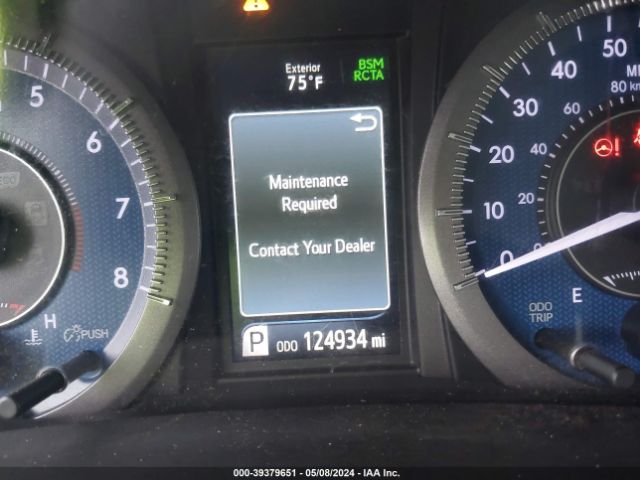 Exterior
75°F
BSM
RCTA
Maintenance
Required
Contact Your Dealer
P ODO 124934 mi
5
6
7
8
H
PUSH
50
40
30
20
10
0
80 km
60
40
20
E
ODO
TRIP
000-39379651 - 05/08/2024 - IAA Inc.